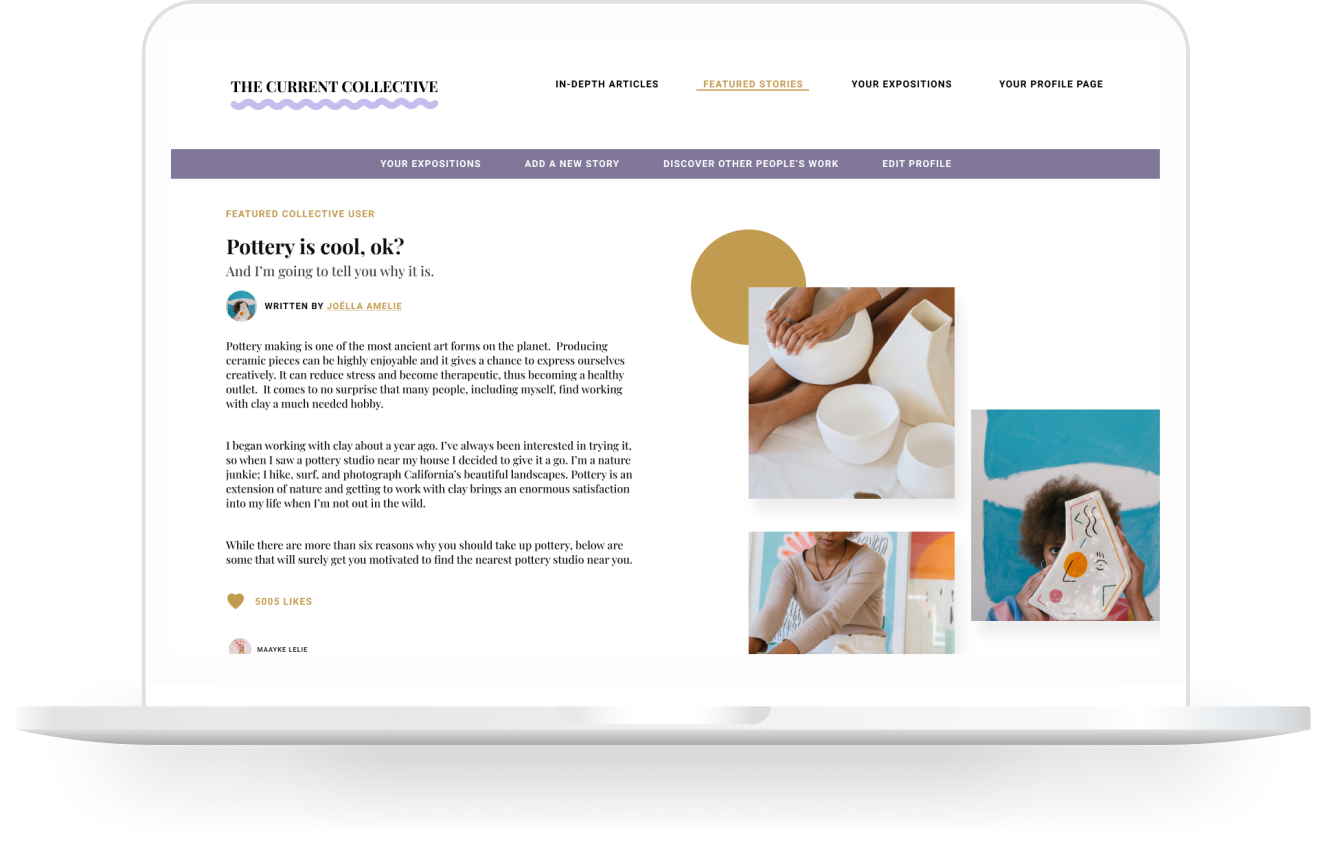 THE CURRENT COLLECTIVE
IN-DEPTH ARTICLES
FEATURED STORIES
YOUR EXPOSITIONS
YOUR PROFILE PAGE
YOUR EXPOSITIONS
ADD A NEW STORY
DISCOVER OTHER PEOPLE'S WORK
EDIT PROFILE
FEATURED COLLECTIVE USER
Pottery is cool, ok?
And I'm going to tell you why it is.
WRITTEN BY JOËLLA AMELIE
Pottery making is one of the most ancient art forms on the planet.  Producing
ceramic pieces can be highly enjoyable and it gives a chance to express ourselves
creatively. It can reduce stress and become therapeutic, thus becoming a healthy
outlet.  It comes to no surprise that many people, including myself, find working
with clay a much needed hobby.
I began working with clay about a year ago. I've always been interested in trying it,
so when I saw a pottery studio near my house I decided to give it a go. I'm a nature
junkie; I hike, surf, and photograph California's beautiful landscapes. Pottery is an
extension of nature and getting to work with clay brings an enormous satisfaction
into my life when I'm not out in the wild.
While there are more than six reasons why you should take up pottery, below are
some that will surely get you motivated to find the nearest pottery studio near you.
5005 LIKES
MAAYKE LELIE